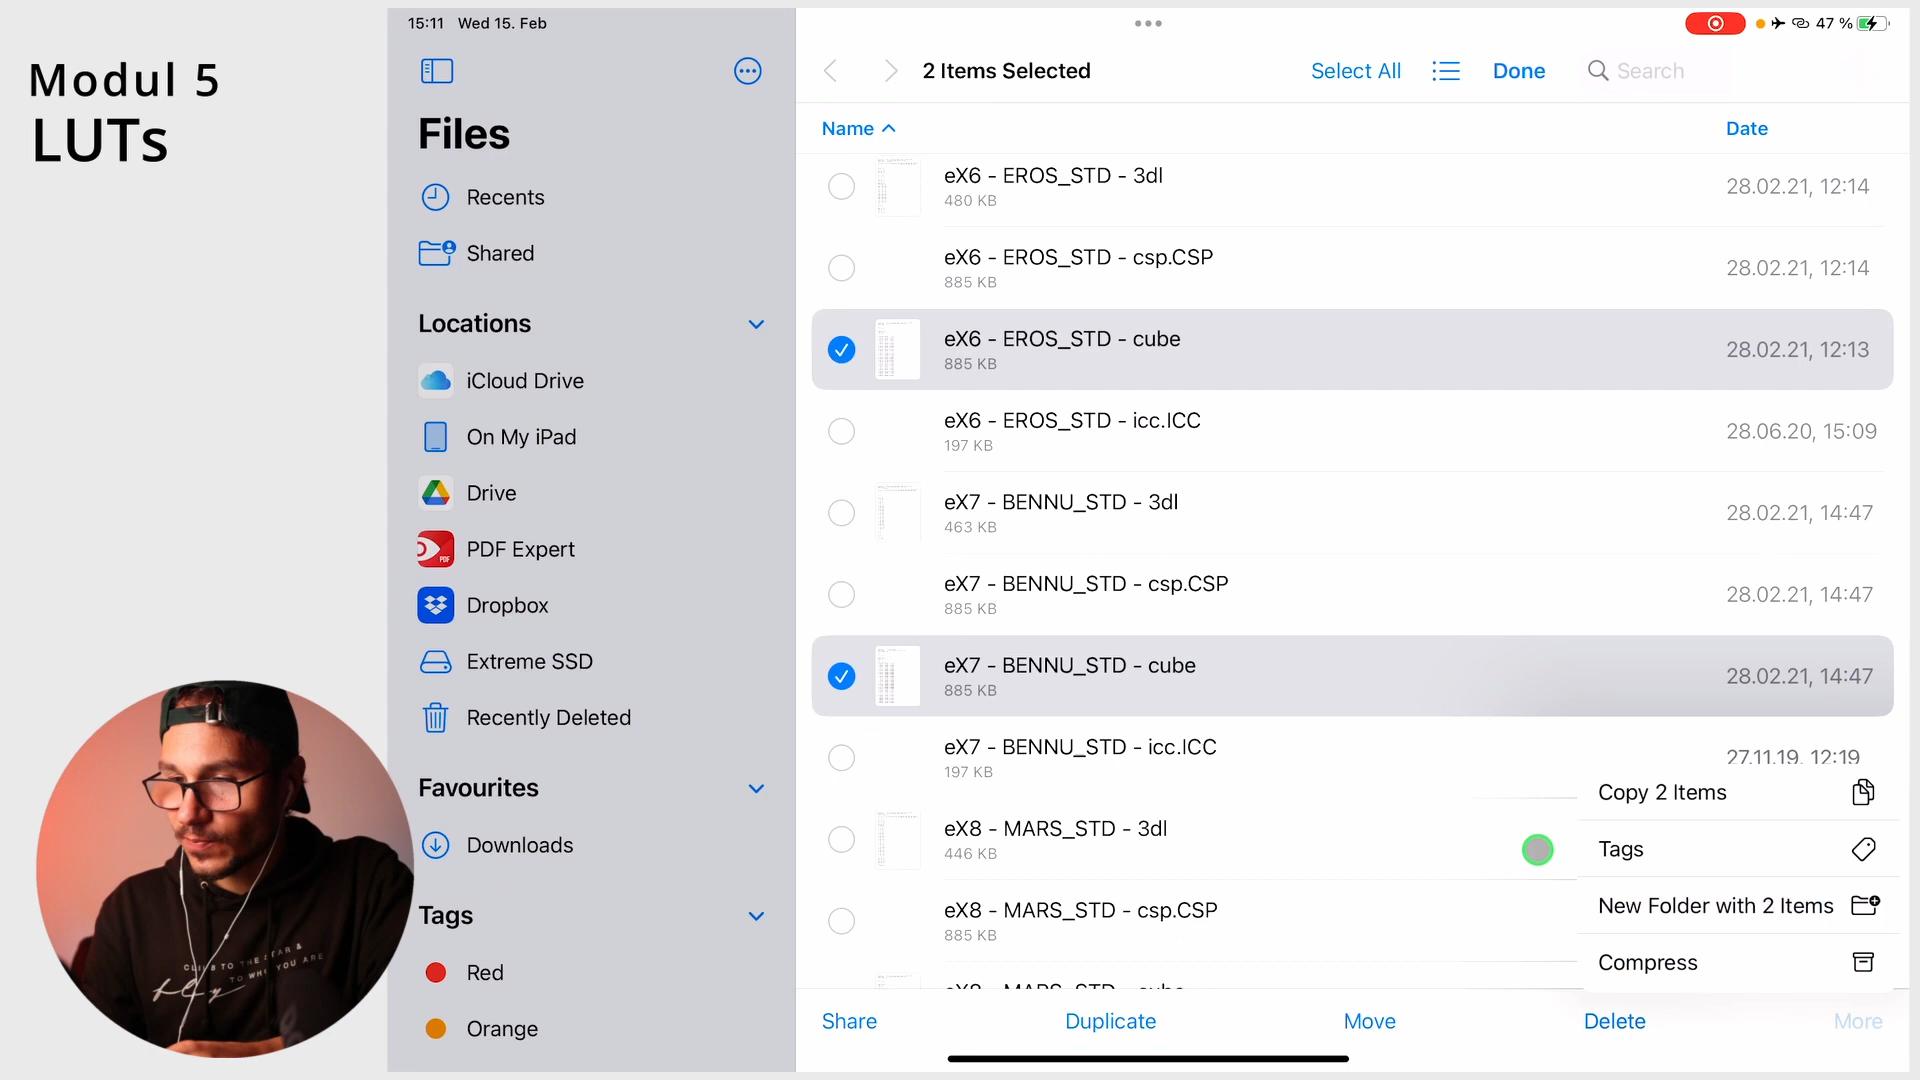 Modul 5
LUTs
15:11 Wed 15. Feb
47 %
Files
Recents
Shared
Locations
iCloud Drive
On My iPad
Drive
PDF Expert
Dropbox
Extreme SSD
Recently Deleted
Favourites
Downloads
Tags
Red
Orange
2 Items Selected
Select All
Done
Search
Name
Date
eX6 - EROS_STD - 3dl
480 KB
28.02.21, 12:14
eX6 - EROS_STD - csp.CSP
885 KB
28.02.21, 12:14
eX6 - EROS_STD - cube
885 KB
28.02.21, 12:13
eX6 - EROS_STD - icc.ICC
197 KB
28.06.20, 15:09
eX7 - BENNU_STD - 3dl
463 KB
28.02.21, 14:47
eX7 - BENNU_STD - csp.CSP
885 KB
28.02.21, 14:47
eX7 - BENNU_STD - cube
885 KB
28.02.21, 14:47
eX7 - BENNU_STD - icc.ICC
197 KB
27.11.19, 12:19
eX8 - MARS_STD - 3dl
446 KB
eX8 - MARS_STD - csp.CSP
885 KB
eX8 - MARS_STD - cube
Copy 2 Items
Tags
New Folder with 2 Items
Compress
Share
Duplicate
Move
Delete
More